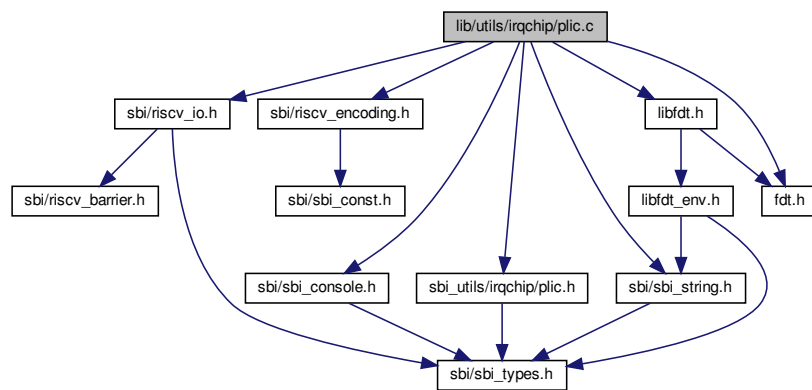 lib/utils/irqchip/plic.c
sbi/riscv_io.h
sbi/riscv_encoding.h
libfdt.h
sbi/riscv_barrier.h
sbi/sbi_const.h
libfdt_env.h
fdt.h
sbi/sbi_console.h
sbi_utils/irqchip/plic.h
sbi/sbi_string.h
sbi/sbi_types.h